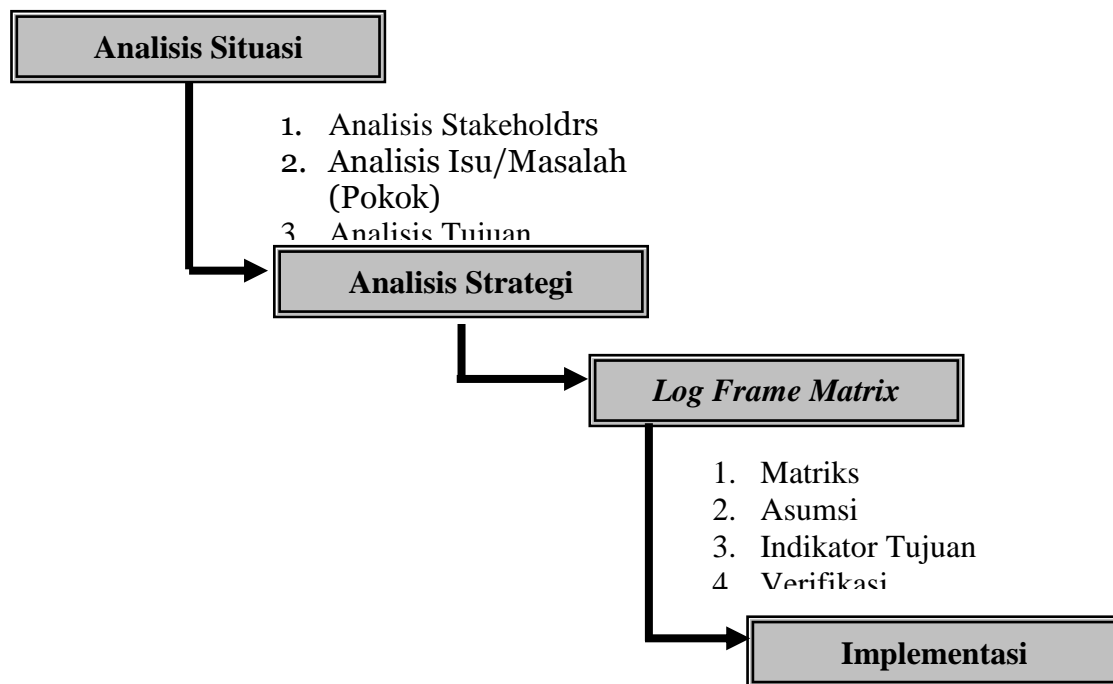 Analisis Situasi
1. Analisis Stakeholdrs
2. Analisis Isu/Masalah
(Pokok)
3. Analisis Tujuan
Analisis Strategi
Log Frame Matrix
1. Matriks
2. Asumsi
3. Indikator Tujuan
4. Verifikasi
Implementasi